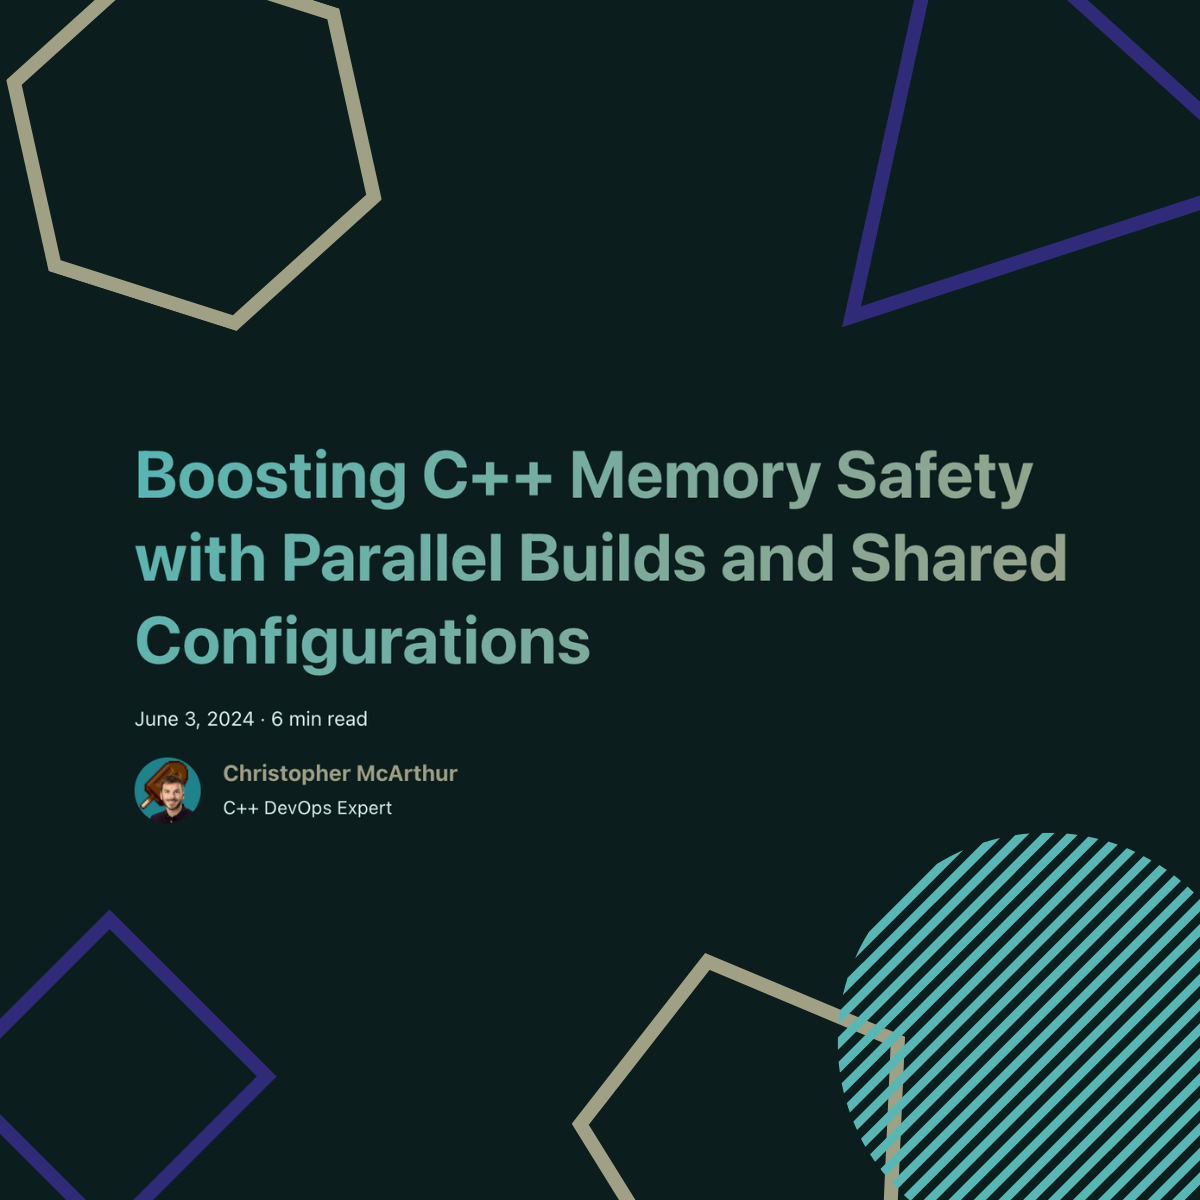 Boosting C++ Memory Safety
with Parallel Builds and Shared
Configurations
June 3, 2024 · 6 min read
Christopher McArthur
C++ DevOps Expert